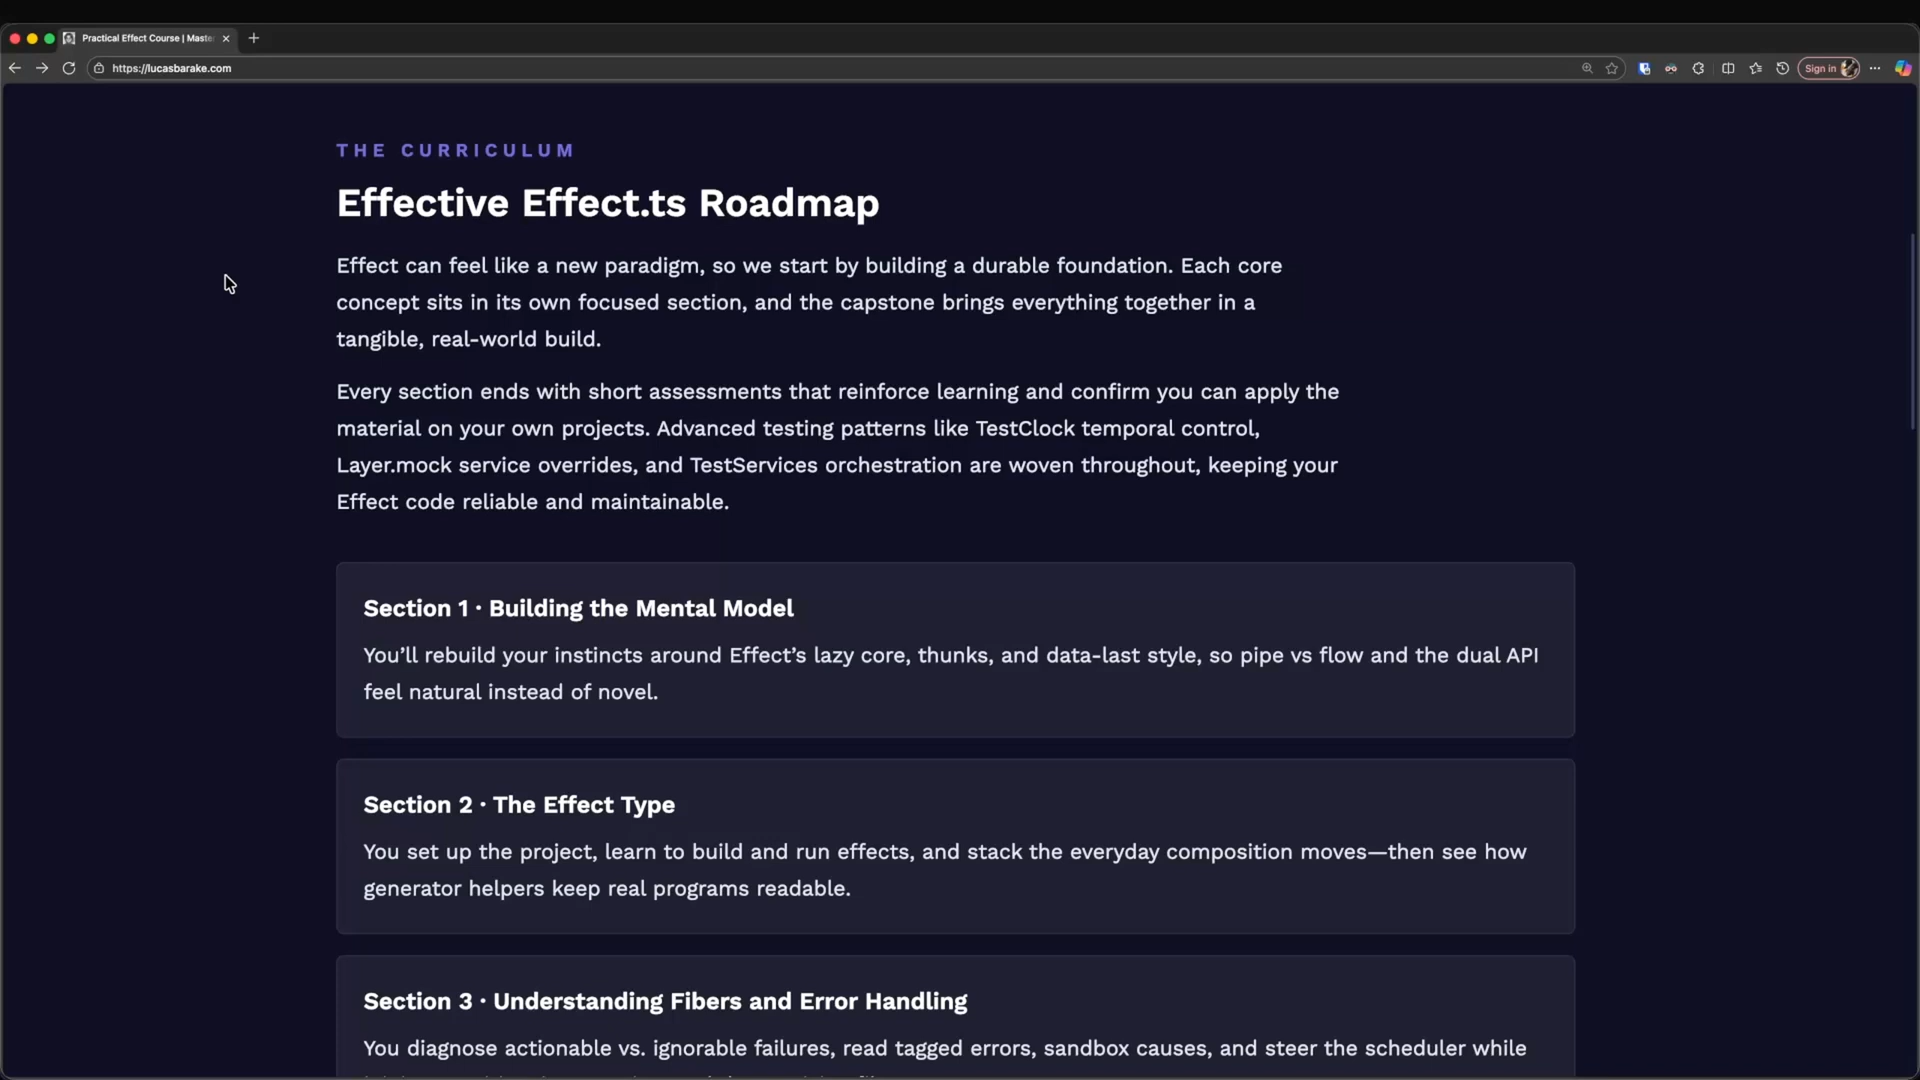 Practical Effect Course | Maste
https://lucasbarake.com
Sign in
THE CURRICULUM
Effective Effect.ts Roadmap
Effect can feel like a new paradigm, so we start by building a durable foundation. Each core
concept sits in its own focused section, and the capstone brings everything together in a
tangible, real-world build.
Every section ends with short assessments that reinforce learning and confirm you can apply the
material on your own projects. Advanced testing patterns like TestClock temporal control,
Layer.mock service overrides, and TestServices orchestration are woven throughout, keeping your
Effect code reliable and maintainable.
Section 1 · Building the Mental Model
You’ll rebuild your instincts around Effect’s lazy core, thunks, and data-last style, so pipe vs flow and the dual API
feel natural instead of novel.
Section 2 · The Effect Type
You set up the project, learn to build and run effects, and stack the everyday composition moves—then see how
generator helpers keep real programs readable.
Section 3 · Understanding Fibers and Error Handling
You diagnose actionable vs. ignorable failures, read tagged errors, sandbox causes, and steer the scheduler while